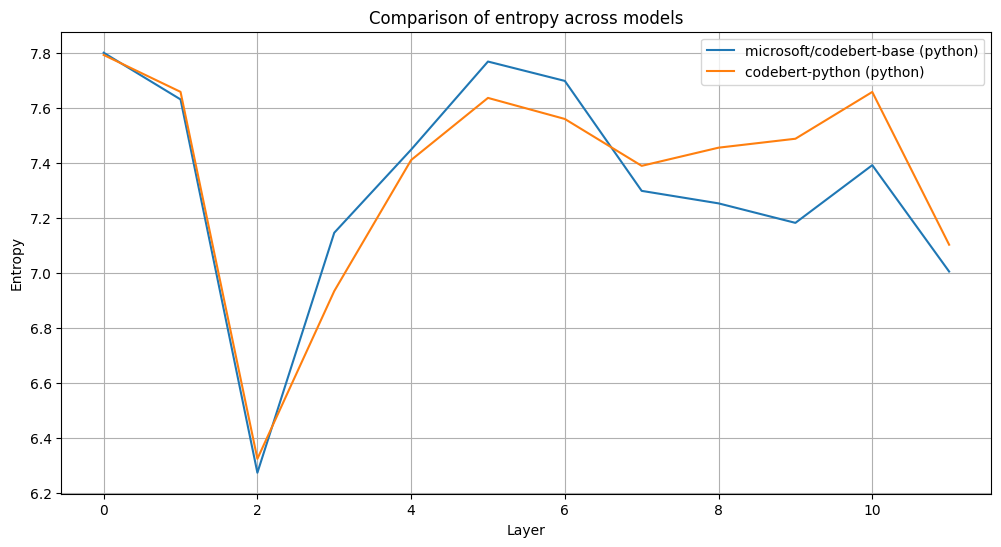 Comparison of entropy across models
microsoft/codebert-base (python)
codebert-python (python)
Entropy
7.8
7.6
7.4
7.2
7.0
6.8
6.6
6.4
6.2
0 2 4 6 8 10
Layer